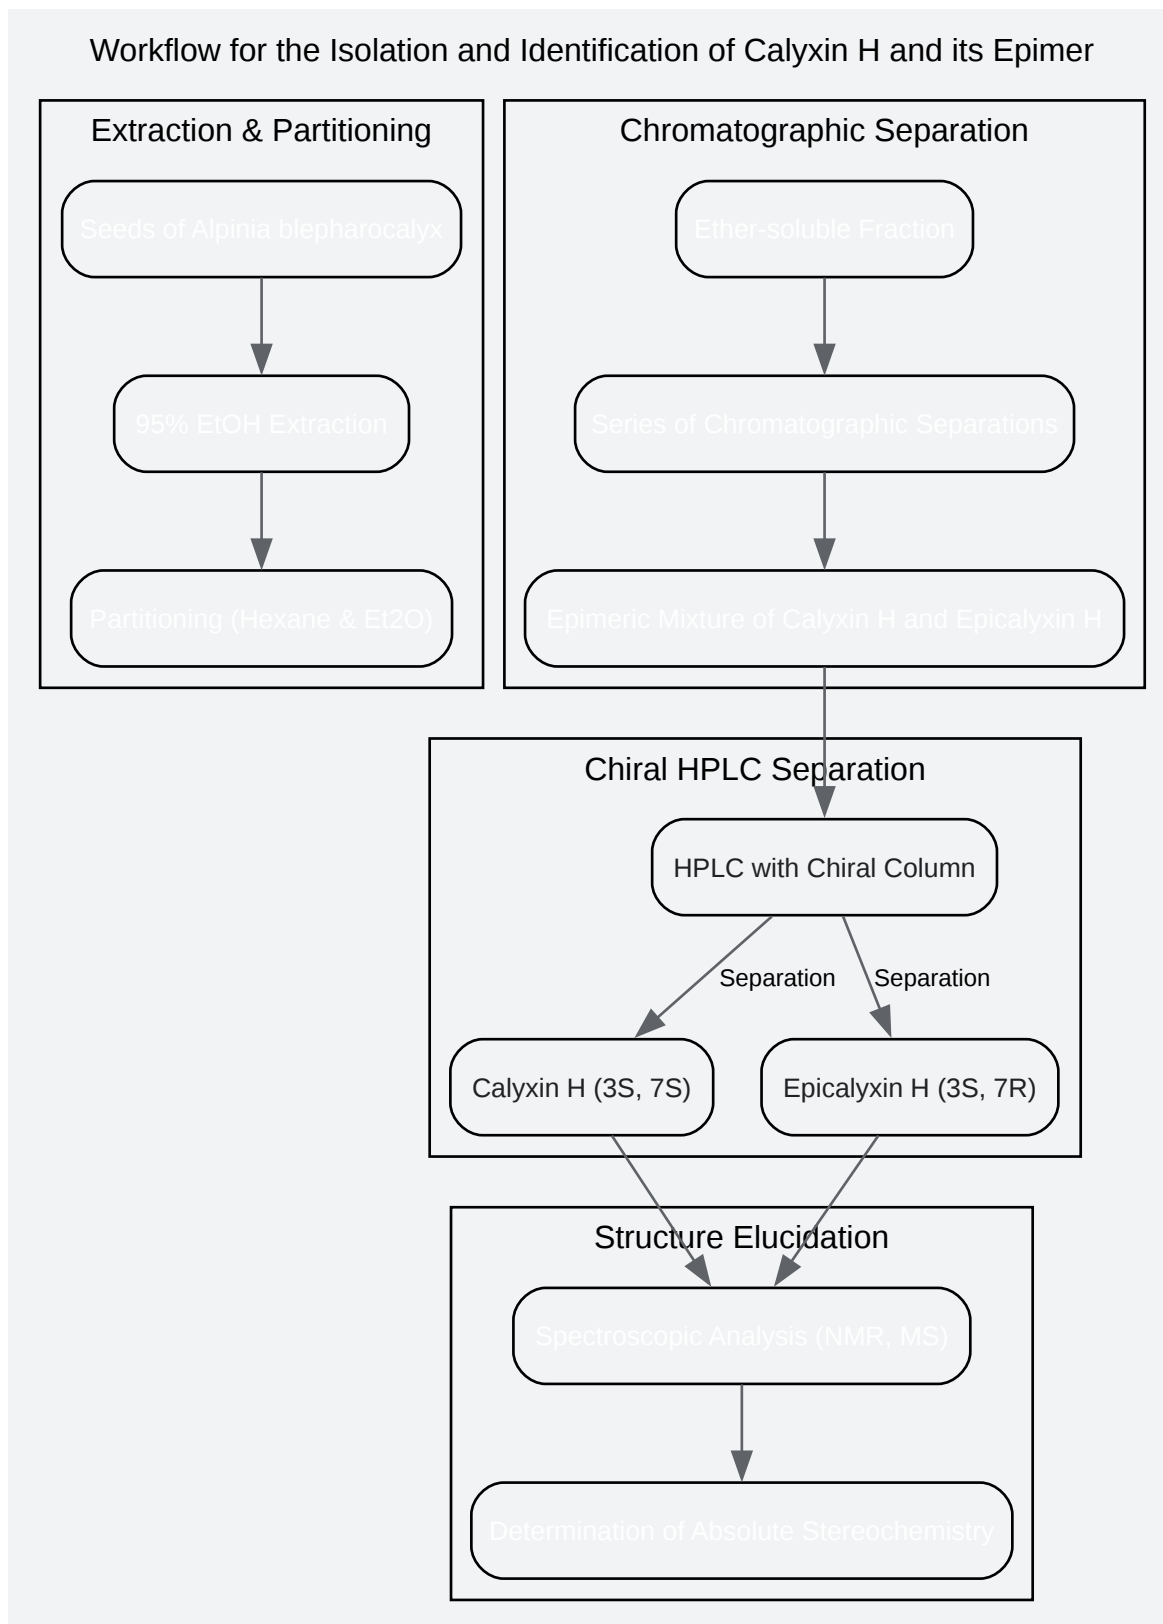 Workflow for the Isolation and Identification of Calyxin H and its Epimer
Extraction & Partitioning
Seeds of Alpinia blepharocalyx
95% EtOH Extraction
Partitioning (Hexane & Et2O)
Chromatographic Separation
Ether-soluble Fraction
Series of Chromatographic Separations
Epimeric Mixture of Calyxin H and Epicalyxin H
Chiral HPLC Separation
HPLC with Chiral Column
Separation
Separation
Calyxin H (3S, 7S)
Epicalyxin H (3S, 7R)
Structure Elucidation
Spectroscopic Analysis (NMR, MS)
Determination of Absolute Stereochemistry